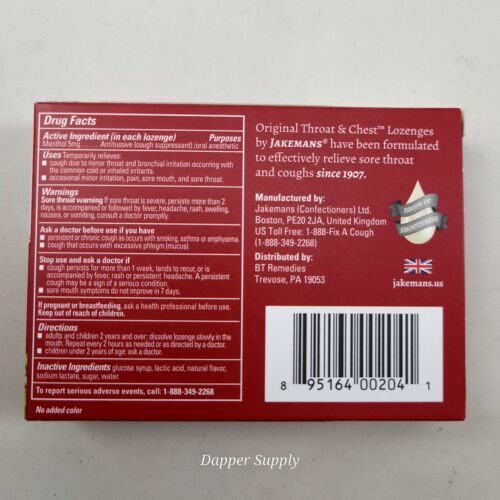 Drug Facts
Active Ingredient (in each lozenge) Purposes
Menthol 5mg..........Antitussive (cough suppressant) /oral anesthetic
Uses Temporarily relieves:
• cough due to minor throat and bronchial irritation occurring with
the common cold or inhaled irritants.
• occasional minor irritation, pain, sore mouth, and sore throat.
Warnings
Sore throat warning If sore throat is severe, persists more than 2
days, is accompanied or followed by fever, headache, rash, swelling,
nausea, or vomiting, consult a doctor promptly.
Ask a doctor before use if you have
• persistent or chronic cough as occurs with smoking, asthma or emphysema.
• cough that occurs with excessive phlegm (mucus).
Stop use and ask a doctor if
• cough persists for more than 1 week, tends to recur, or is
accompanied by fever, rash or persistent headache. A persistent
cough may be a sign of a serious condition.
• sore mouth symptoms do not improve in 7 days.
If pregnant or breastfeeding, ask a health professional before use.
Keep out of reach of children.
Directions
• adults and children 2 years and over: dissolve lozenge slowly in the
mouth. Repeat every 2 hours as needed or as directed by a doctor.
• children under 2 years of age: ask a doctor.
Inactive Ingredients glucose syrup, lactic acid, natural flavor,
sodium lactate, sugar, water.
To report serious adverse events, call: 1-888-349-2268
No added color
Original Throat & Chest™ Lozenges
by JAKEMANS® have been formulated
to effectively relieve sore throat
and coughs since 1907.
Manufactured by:
Jakemans (Confectioners) Ltd.
Boston, PE20 2JA, United Kingdom
US Toll Free: 1-888-Fix A Cough
(1-888-349-2268)
Distributed by:
BT Remedies
Trevose, PA 19053
DROPS OF
SMOOTHNESS
jakemans.us
8 95164 00204 1
Dapper Supply